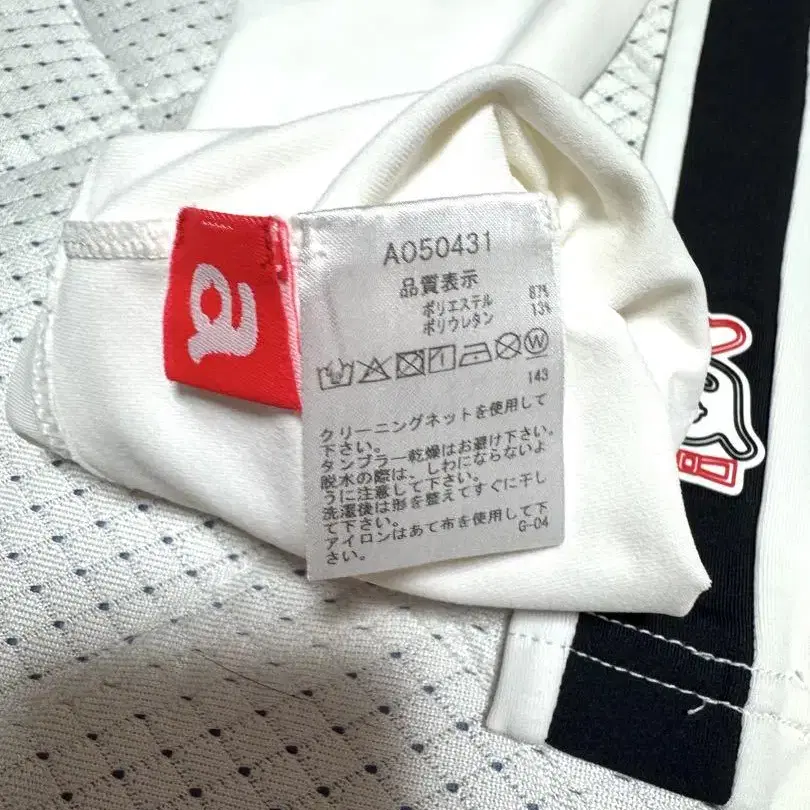 a
A050431
品質表示
ポリエステル 87%
ポリウレタン 13%
W
143
クリーニングネットを使用して
下さい。
タンブラー乾燥はお避け下さい。
脱水の際は、しわにならないよ
うに注意して下さい。
洗濯後は形を整えてすぐに干し
て下さい。
アイロンはあて布を使用して下
さい。
G-04